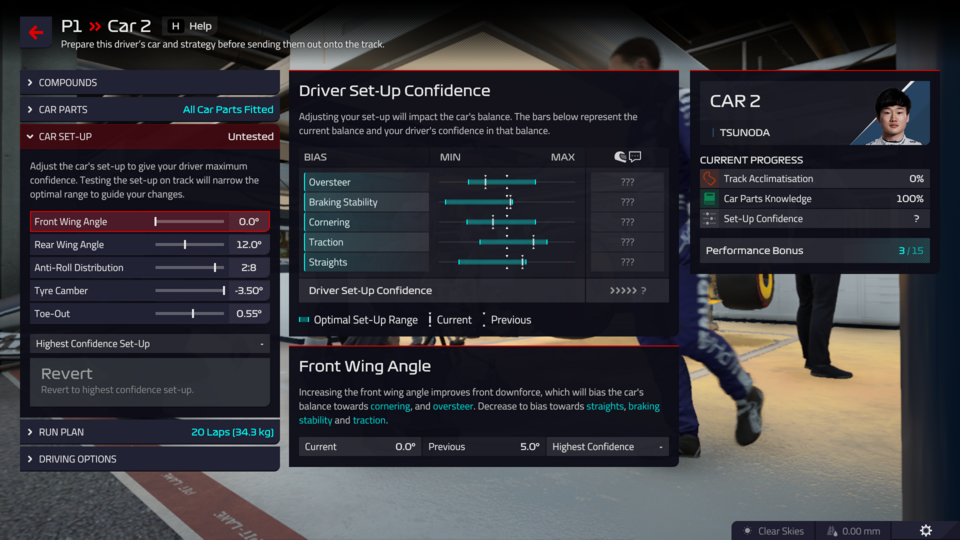 P1 >> Car 2 H Help
Prepare this driver's car and strategy before sending them out onto the track.
COMPOUNDS
CAR PARTS All Car Parts Fitted
CAR SET-UP Untested
Adjust the car's set-up to give your driver maximum
confidence. Testing the set-up on track will narrow the
optimal range to guide your changes.
Front Wing Angle 0.0°
Rear Wing Angle 12.0°
Anti-Roll Distribution 2:8
Tyre Camber -3.50°
Toe-Out 0.55°
Highest Confidence Set-Up -
Revert
Revert to highest confidence set-up.
RUN PLAN 20 Laps (34.3 kg)
DRIVING OPTIONS
Driver Set-Up Confidence
Adjusting your set-up will impact the car's balance. The bars below represent the
current balance and your driver's confidence in that balance.
BIAS MIN MAX
Oversteer ???
Braking Stability ???
Cornering ???
Traction ???
Straights ???
Driver Set-Up Confidence >>>>> ?
Optimal Set-Up Range Current Previous
Front Wing Angle
Increasing the front wing angle improves front downforce, which will bias the car's
balance towards cornering, and oversteer. Decrease to bias towards straights, braking
stability and traction.
Current 0.0° Previous 5.0° Highest Confidence -
CAR 2
TSUNODA
CURRENT PROGRESS
Track Acclimatisation 0%
Car Parts Knowledge 100%
Set-Up Confidence ?
Performance Bonus 3/15
PIT-LANE
PIT-LANE
Clear Skies 0.00 mm